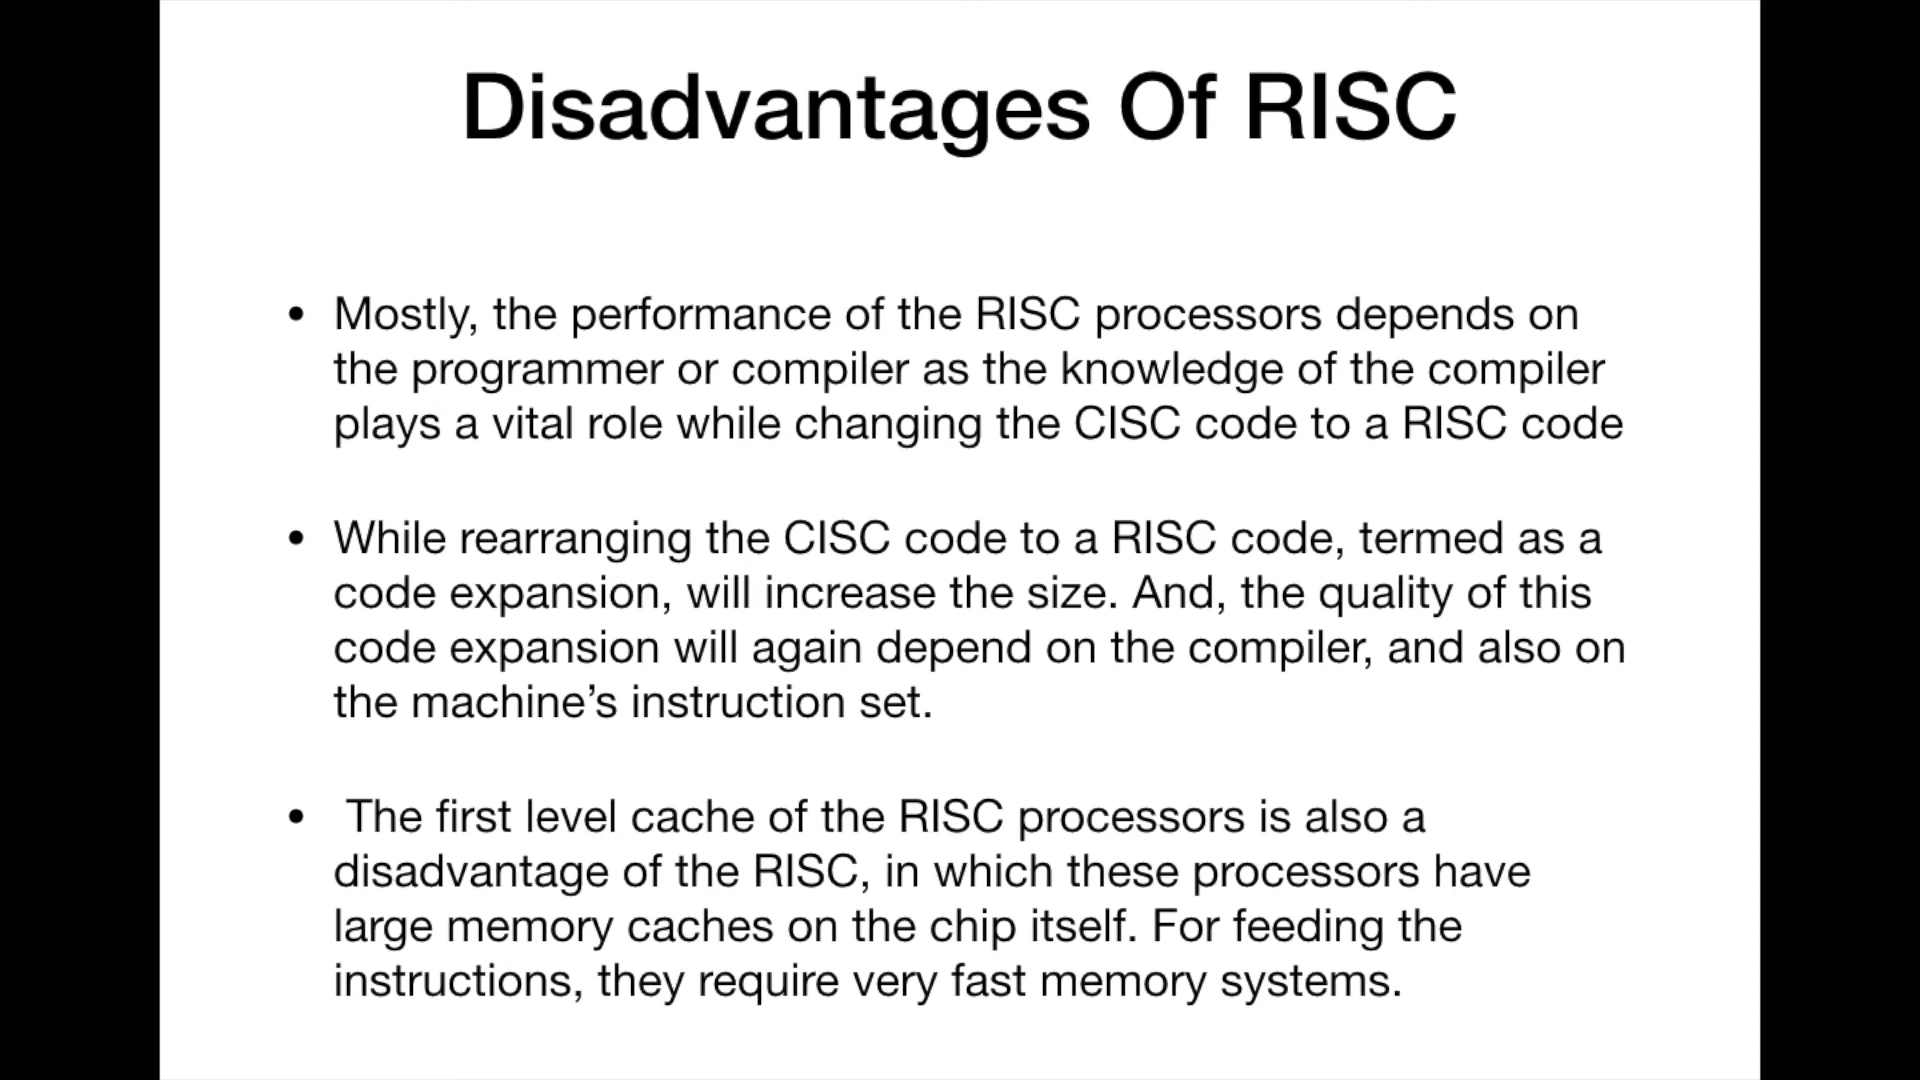 Disadvantages Of RISC
• Mostly, the performance of the RISC processors depends on
the programmer or compiler as the knowledge of the compiler
plays a vital role while changing the CISC code to a RISC code
• While rearranging the CISC code to a RISC code, termed as a
code expansion, will increase the size. And, the quality of this
code expansion will again depend on the compiler, and also on
the machine’s instruction set.
• The first level cache of the RISC processors is also a
disadvantage of the RISC, in which these processors have
large memory caches on the chip itself. For feeding the
instructions, they require very fast memory systems.